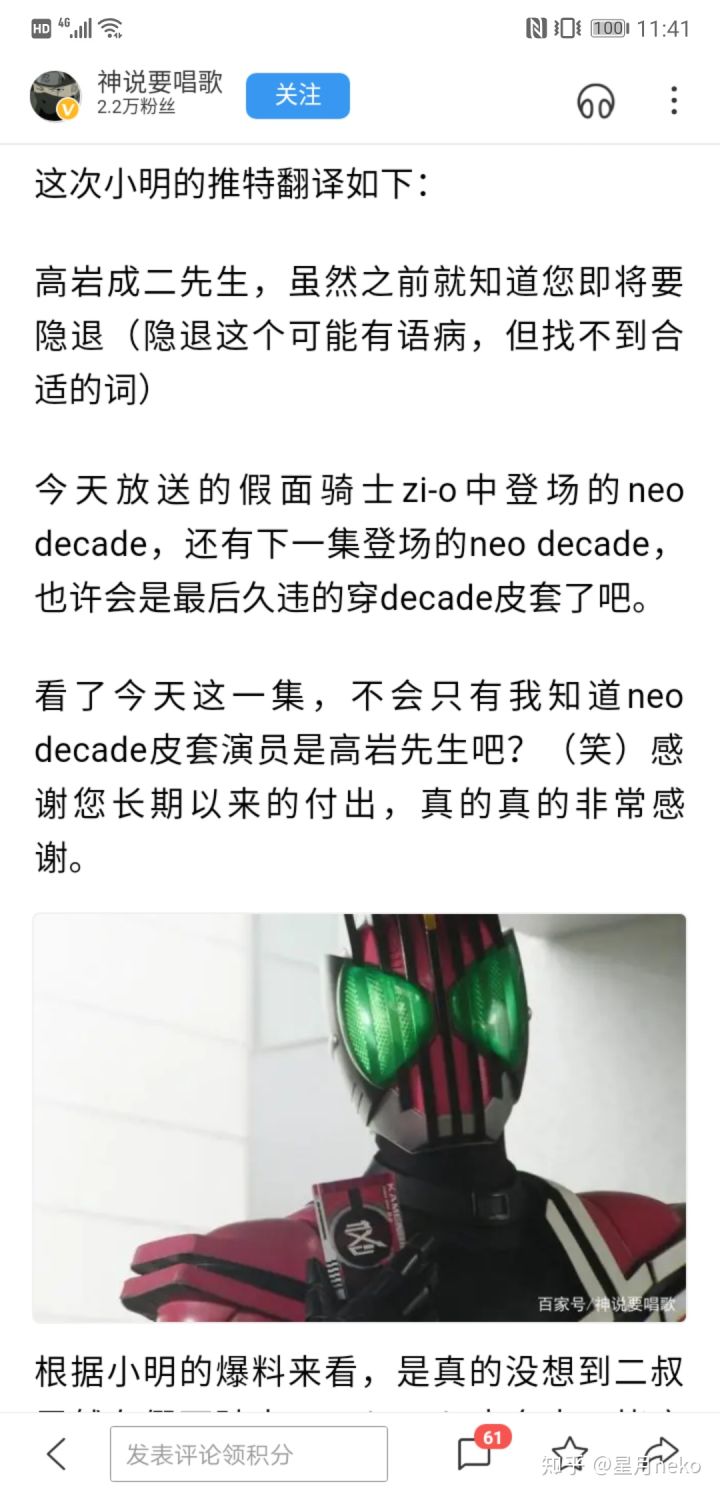 HD 4G 100 11:41
神说要唱歌
2.2万粉丝
关注
这次小明的推特翻译如下：
高岩成二先生，虽然之前就知道您即将要
隐退（隐退这个可能有语病，但找不到合
适的词）
今天放送的假面骑士zi-o中登场的neo
decade，还有下一集登场的neo decade，
也许会是最后久违的穿decade皮套了吧。
看了今天这一集，不会只有我知道neo
decade皮套演员是高岩先生吧？（笑）感
谢您长期以来的付出，真的真的非常感
谢。
百家号/神说要唱歌
根据小明的爆料来看，是真的没想到二叔
发表评论领积分
61
知乎 @星月neko